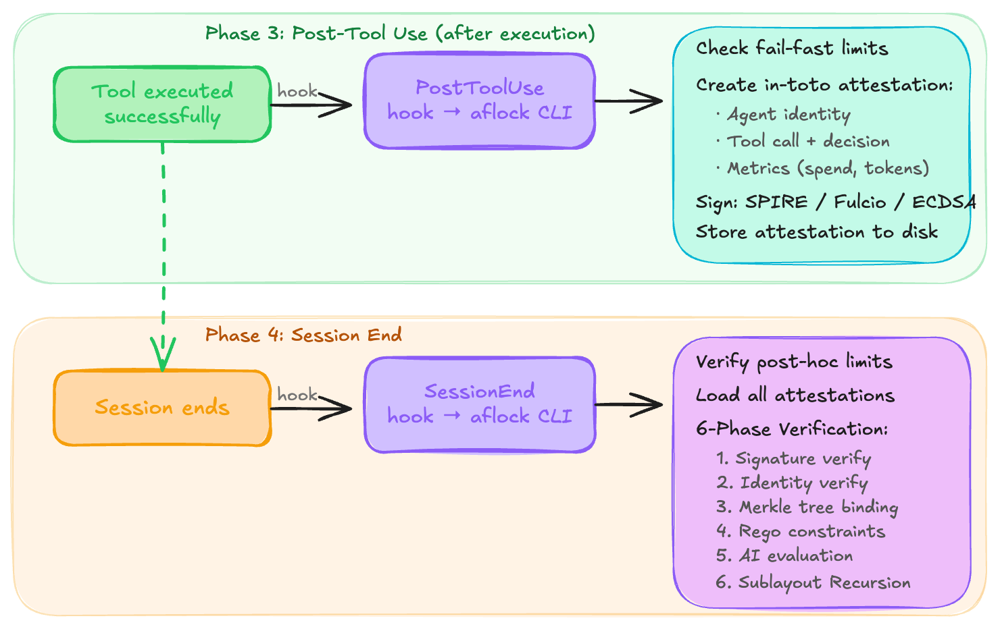 Phase 3: Post-Tool Use (after execution)
Tool executed
successfully
hook
PostToolUse
hook → aflock CLI
Check fail-fast limits
Create in-toto attestation:
· Agent identity
· Tool call + decision
· Metrics (spend, tokens)
Sign: SPIRE / Fulcio / ECDSA
Store attestation to disk
Phase 4: Session End
Session ends
hook
SessionEnd
hook → aflock CLI
Verify post-hoc limits
Load all attestations
6-Phase Verification:
1. Signature verify
2. Identity verify
3. Merkle tree binding
4. Rego constraints
5. AI evaluation
6. Sublayout Recursion